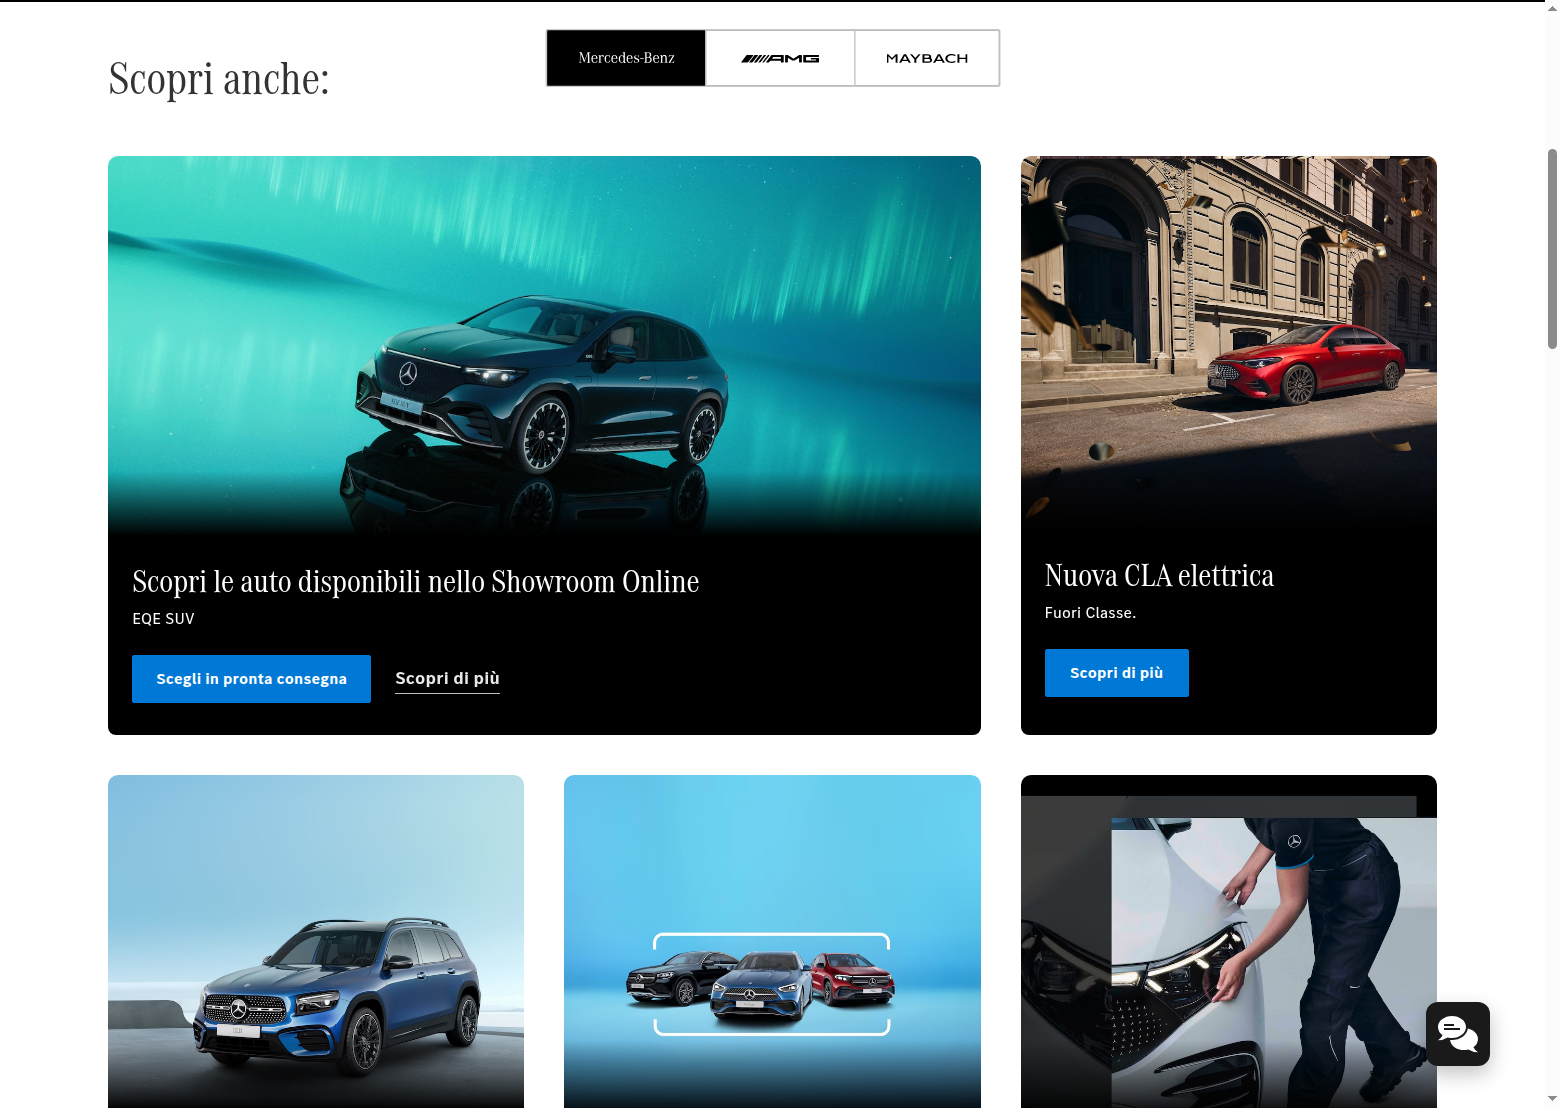 Scopri anche:
Mercedes-Benz
AMG
MAYBACH
Scopri le auto disponibili nello Showroom Online
EQE SUV
Scegli in pronta consegna
Scopri di più
Nuova CLA elettrica
Fuori Classe.
Scopri di più